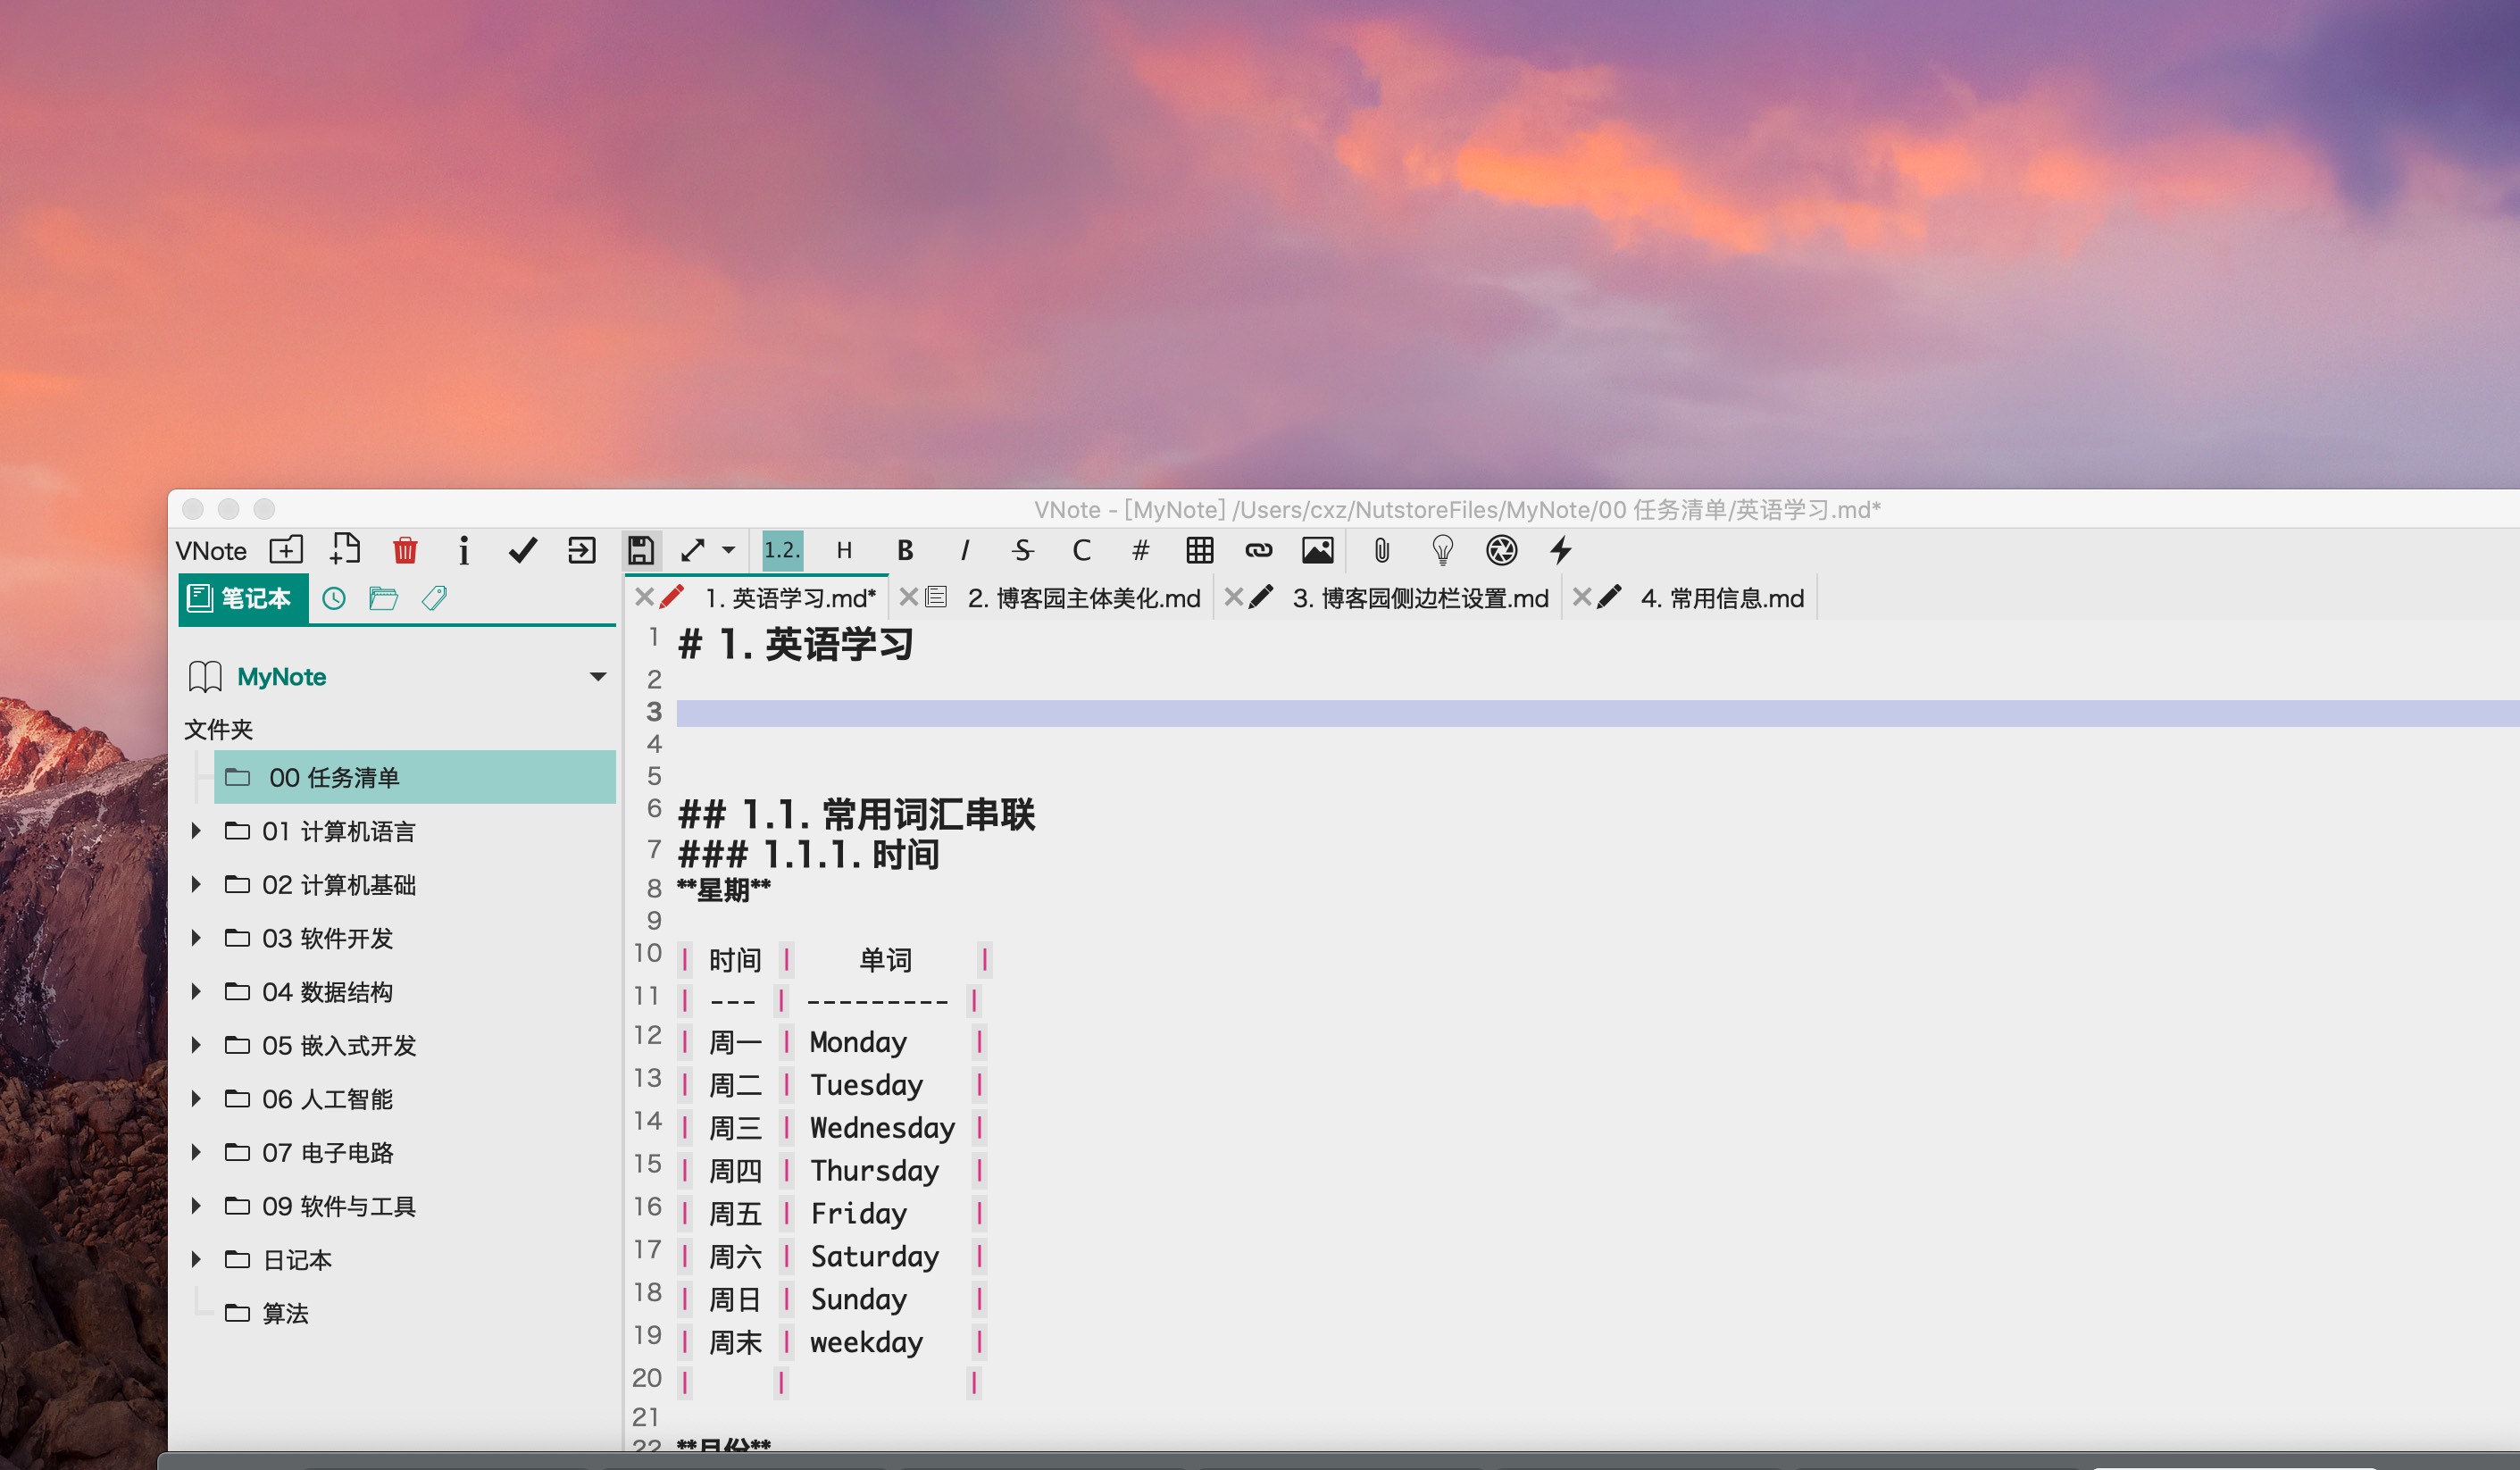 VNote - [MyNote] /Users/cxz/NutstoreFiles/MyNote/00 任务清单/英语学习.md*
VNote 1.2. H B I S C #
笔记本
1. 英语学习.md* 2. 博客园主体美化.md 3. 博客园侧边栏设置.md 4. 常用信息.md
MyNote
文件夹
00 任务清单
01 计算机语言
02 计算机基础
03 软件开发
04 数据结构
05 嵌入式开发
06 人工智能
07 电子电路
09 软件与工具
日记本
算法
1 # 1. 英语学习
2
3
4
5
6 ## 1.1. 常用词汇串联
7 ### 1.1.1. 时间
8 **星期**
9
10 | 时间 | 单词 |
11 | --- | --------- |
12 | 周一 | Monday |
13 | 周二 | Tuesday |
14 | 周三 | Wednesday |
15 | 周四 | Thursday |
16 | 周五 | Friday |
17 | 周六 | Saturday |
18 | 周日 | Sunday |
19 | 周末 | weekday |
20 | | |
21
22 **月份**